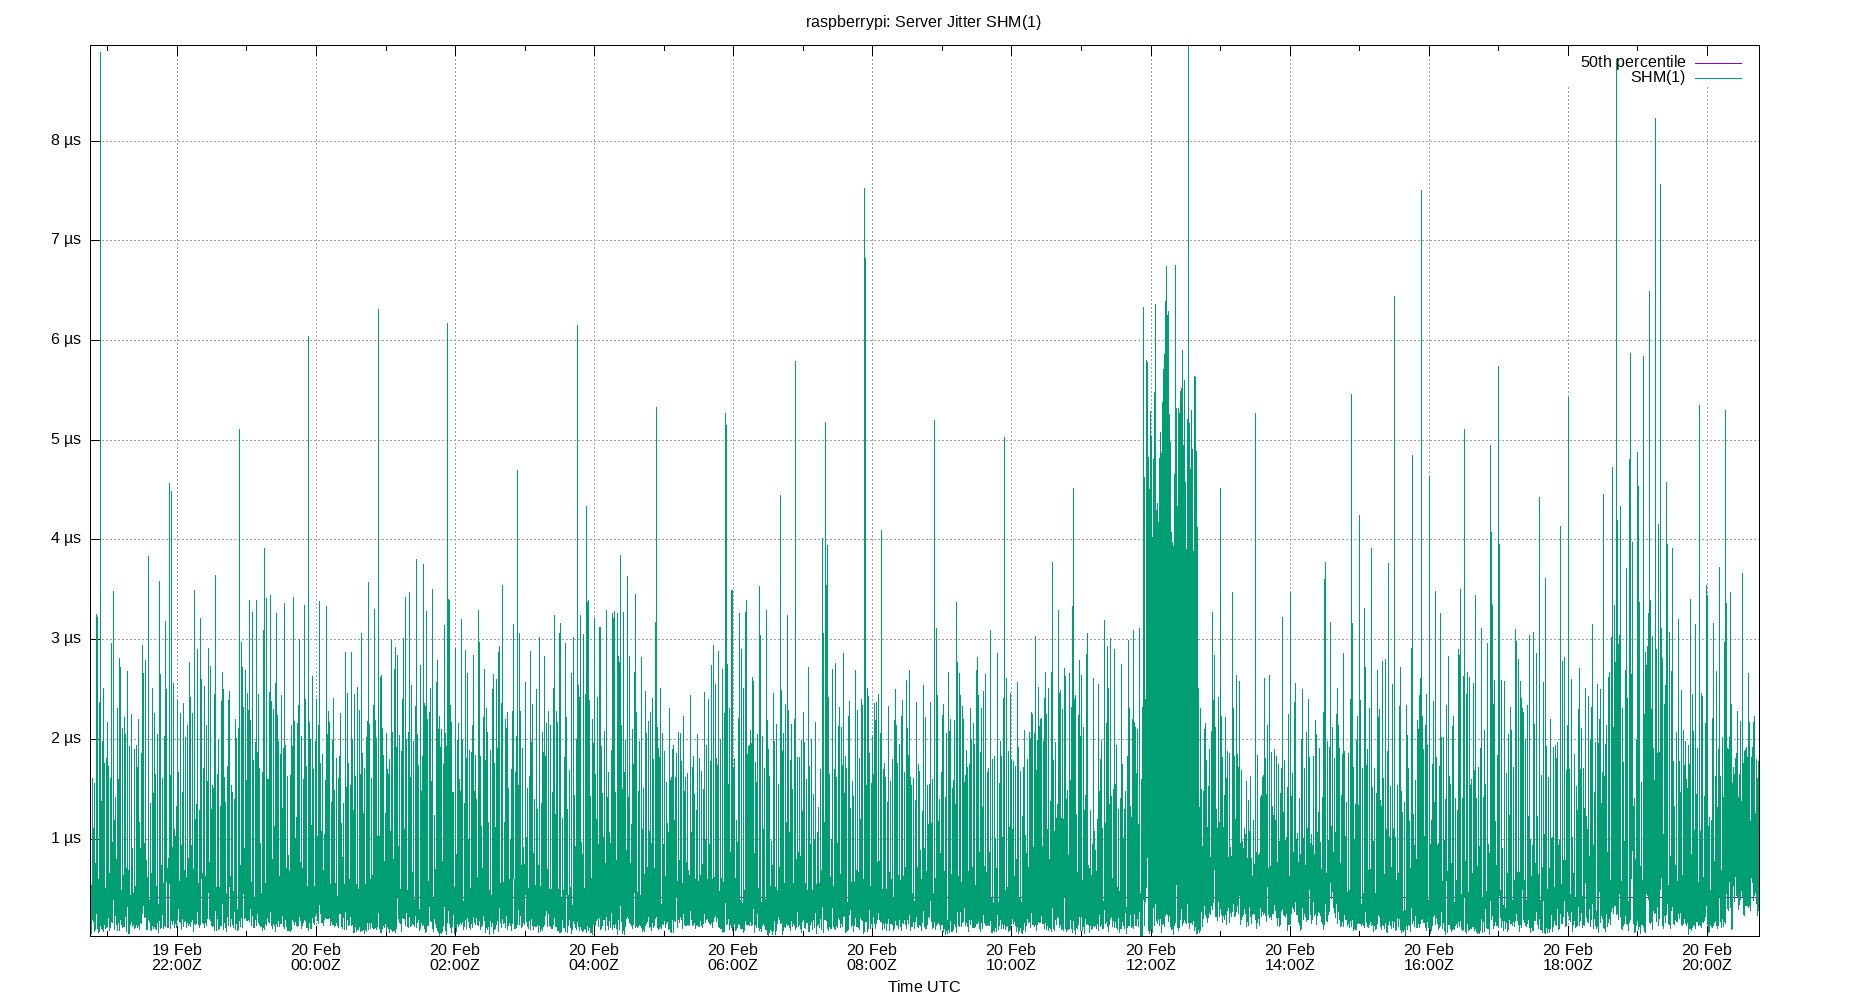 raspberrypi: Server Jitter SHM(1)
50th percentile
SHM(1)
8 µs
7 µs
6 µs
5 µs
4 µs
3 µs
2 µs
1 µs
19 Feb 20 Feb 20 Feb 20 Feb 20 Feb 20 Feb 20 Feb 20 Feb 20 Feb 20 Feb 20 Feb 20 Feb
22:00Z 00:00Z 02:00Z 04:00Z 06:00Z 08:00Z 10:00Z 12:00Z 14:00Z 16:00Z 18:00Z 20:00Z
Time UTC